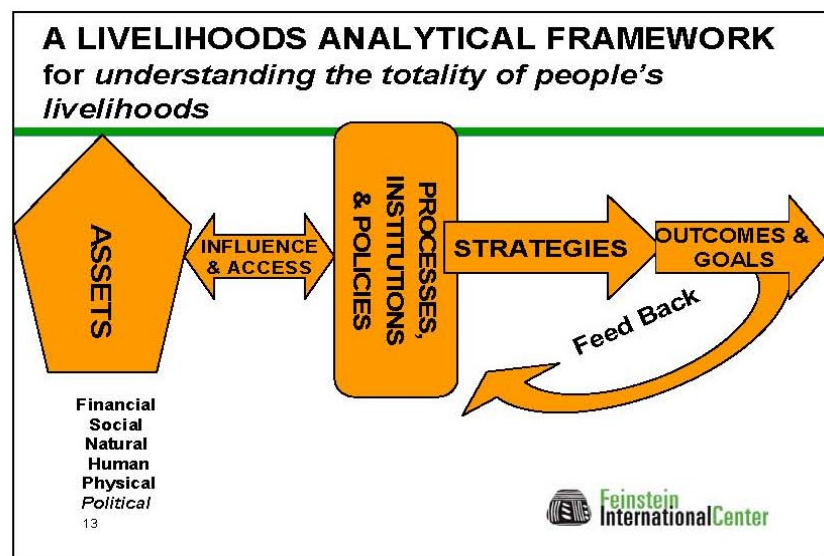 A LIVELIHOODS ANALYTICAL FRAMEWORK
for understanding the totality of people's
livelihoods
ASSETS
INFLUENCE
& ACCESS
PROCESSES,
INSTITUTIONS
& POLICIES
STRATEGIES
OUTCOMES &
GOALS
Feed Back
Financial
Social
Natural
Human
Physical
Political
13
Feinstein
InternationalCenter